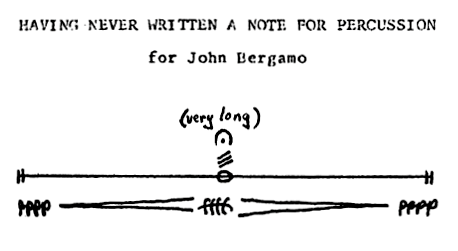 HAVING NEVER WRITTEN A NOTE FOR PERCUSSION
for John Bergamo
(very long)
pppp ffff pppp